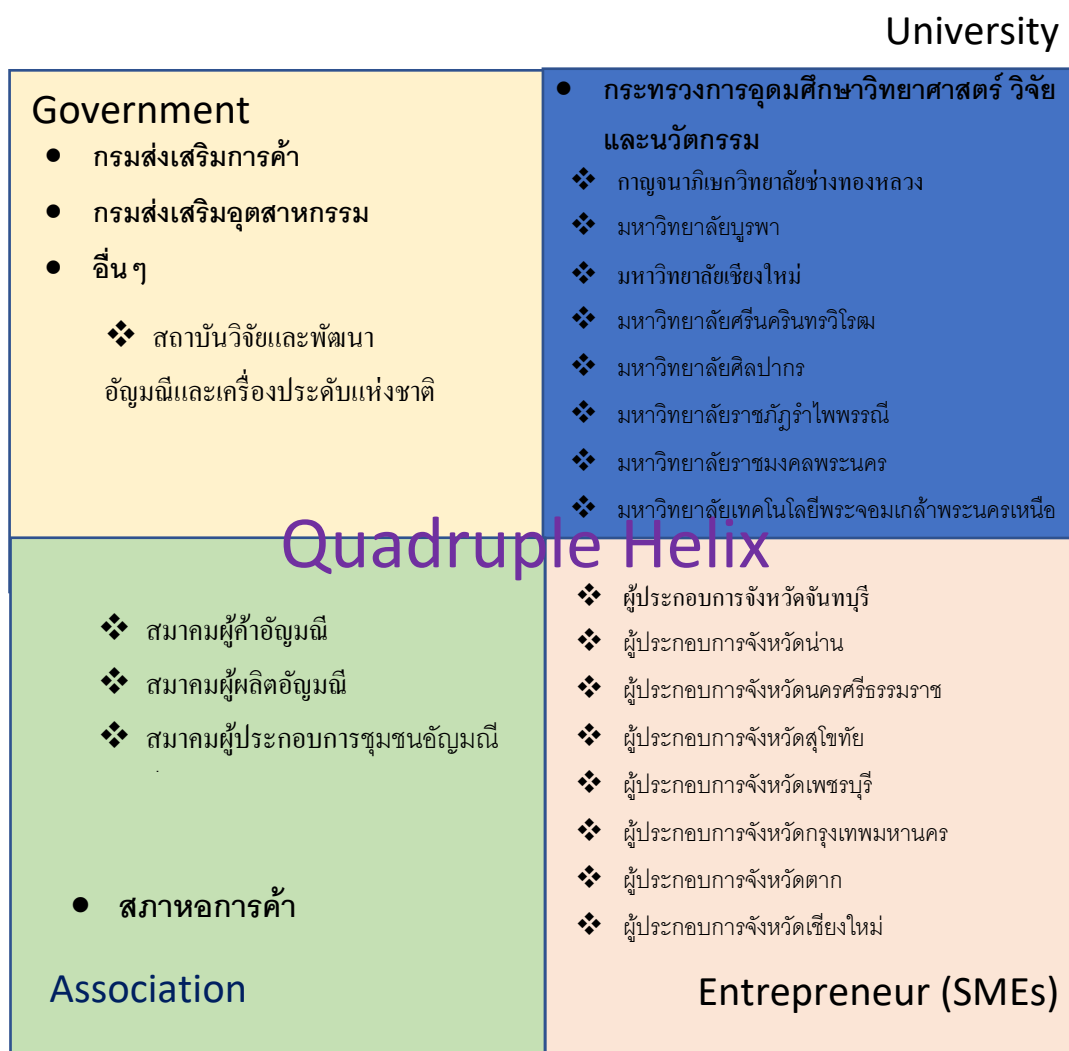 University
Government
• กรมส่งเสริมการค้า
• กรมส่งเสริมอุตสาหกรรม
• อื่น ๆ
❖ สถาบันวิจัยและพัฒนา
อัญมณีและเครื่องประดับแห่งชาติ
• กระทรวงการอุดมศึกษาวิทยาศาสตร์ วิจัย
และนวัตกรรม
❖ กาญจนาภิเษกวิทยาลัยช่างทองหลวง
❖ มหาวิทยาลัยบูรพา
❖ มหาวิทยาลัยเชียงใหม่
❖ มหาวิทยาลัยศรีนครินทรวิโรฒ
❖ มหาวิทยาลัยศิลปากร
❖ มหาวิทยาลัยราชภัฏรำไพพรรณี
❖ มหาวิทยาลัยราชมงคลพระนคร
❖ มหาวิทยาลัยเทคโนโลยีพระจอมเกล้าพระนครเหนือ
Quadruple Helix
❖ สมาคมผู้ค้าอัญมณี
❖ สมาคมผู้ผลิตอัญมณี
❖ สมาคมผู้ประกอบการชุมชนอัญมณี
• สภาหอการค้า
Association
❖ ผู้ประกอบการจังหวัดจันทบุรี
❖ ผู้ประกอบการจังหวัดน่าน
❖ ผู้ประกอบการจังหวัดนครศรีธรรมราช
❖ ผู้ประกอบการจังหวัดสุโขทัย
❖ ผู้ประกอบการจังหวัดเพชรบุรี
❖ ผู้ประกอบการจังหวัดกรุงเทพมหานคร
❖ ผู้ประกอบการจังหวัดตาก
❖ ผู้ประกอบการจังหวัดเชียงใหม่
Entrepreneur (SMEs)